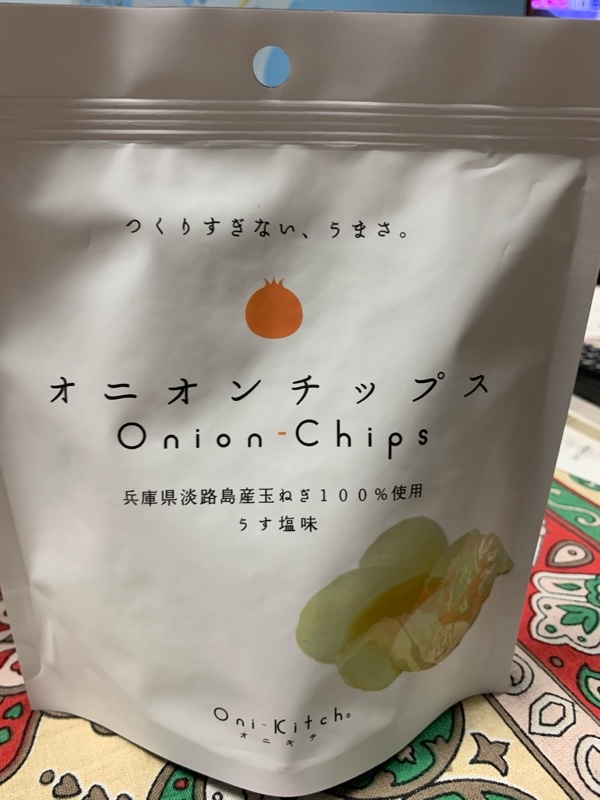 つくりすぎない、うまさ。
オニオンチップス
Onion-Chips
兵庫県淡路島産玉ねぎ１００％使用
うす塩味
Oni-Kitch®
オニキチ